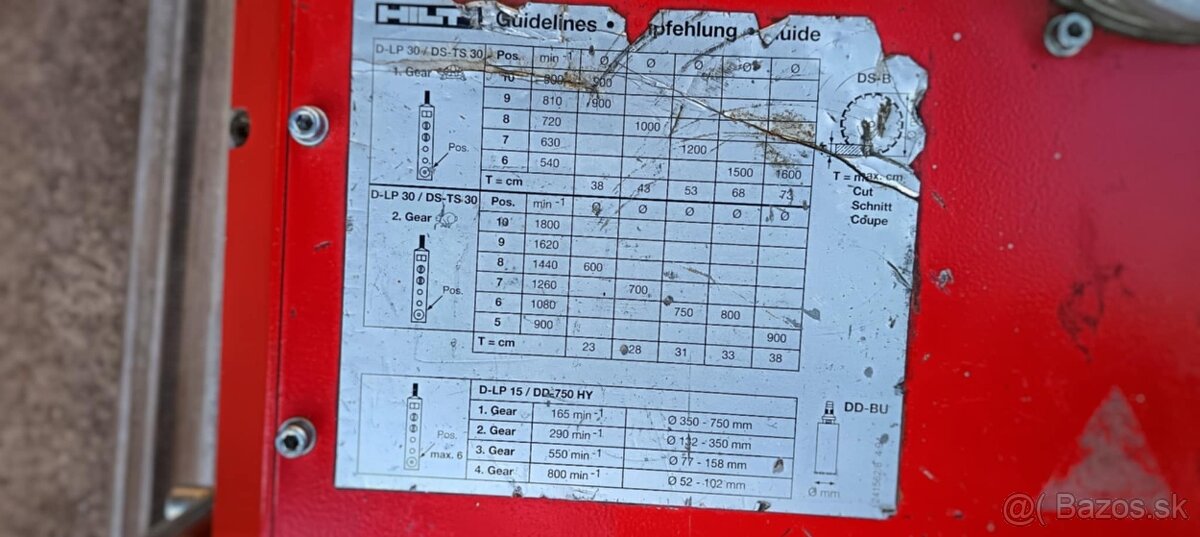 HILTI Guidelines • pfehlung • uide
D-LP 30 / DS-TS 30 Pos. min -1 Ø Ø Ø Ø Ø
1. Gear 10 900 900
9 810 900
8 720 1000
7 630 1200
Pos. 6 540 1500 1600
T = cm 38 43 53 68 73
DS-B
T = max. cm
Cut
Schnitt
Coupe
D-LP 30 / DS-TS 30 Pos. min -1 Ø Ø Ø Ø Ø
2. Gear 10 1800
9 1620
8 1440 600
Pos. 7 1260 700
6 1080 750 800
5 900 900
T = cm 23 28 31 33 38
D-LP 15 / DD-750 HY
1. Gear 165 min -1 Ø 350 - 750 mm
2. Gear 290 min -1 Ø 132 - 350 mm
Pos. 3. Gear 550 min -1 Ø 77 - 158 mm
max. 6 4. Gear 800 min -1 Ø 52 - 102 mm
DD-BU
Ø mm
@( Bazos.sk